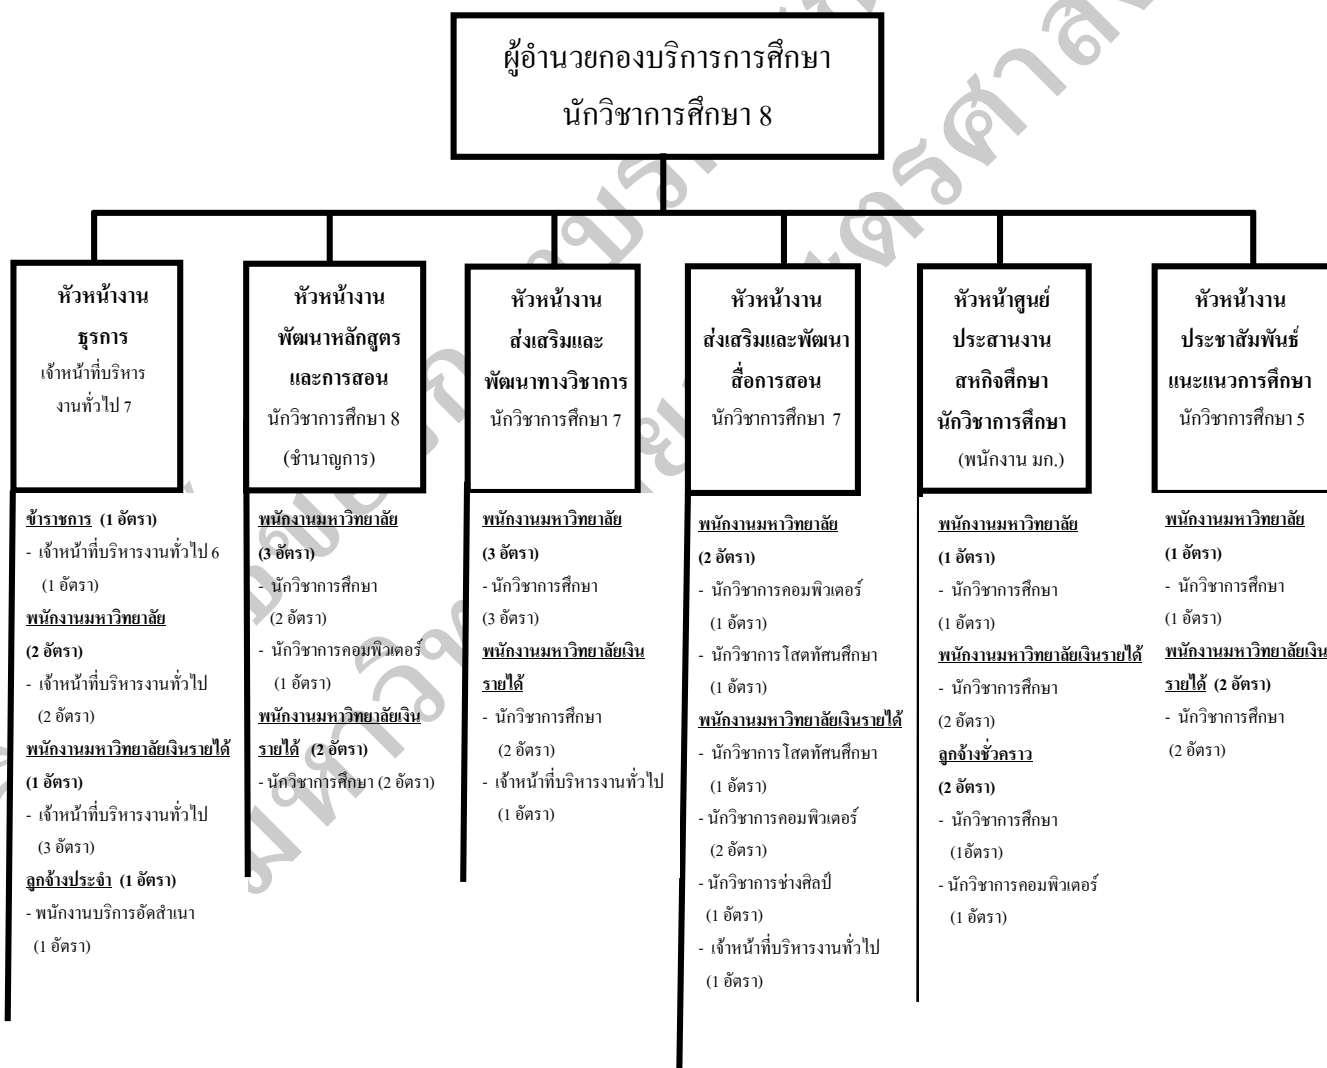 ผู้อำนวยกองบริการการศึกษา
นักวิชาการศึกษา 8
หัวหน้างาน
ธุรการ
เจ้าหน้าที่บริหาร
งานทั่วไป 7
หัวหน้างาน
พัฒนาหลักสูตร
และการสอน
นักวิชาการศึกษา 8
(ชำนาญการ)
หัวหน้างาน
ส่งเสริมและ
พัฒนาทางวิชาการ
นักวิชาการศึกษา 7
หัวหน้างาน
ส่งเสริมและพัฒนา
สื่อการสอน
นักวิชาการศึกษา 7
หัวหน้าศูนย์
ประสานงาน
สหกิจศึกษา
นักวิชาการศึกษา
(พนักงาน มก.)
หัวหน้างาน
ประชาสัมพันธ์
แนะแนวการศึกษา
นักวิชาการศึกษา 5
ข้าราชการ (1 อัตรา)
- เจ้าหน้าที่บริหารงานทั่วไป 6
(1 อัตรา)
พนักงานมหาวิทยาลัย
(2 อัตรา)
- เจ้าหน้าที่บริหารงานทั่วไป
(2 อัตรา)
พนักงานมหาวิทยาลัยเงินรายได้
(1 อัตรา)
- เจ้าหน้าที่บริหารงานทั่วไป
(3 อัตรา)
ลูกจ้างประจำ (1 อัตรา)
- พนักงานบริการอัดสำเนา
(1 อัตรา)
พนักงานมหาวิทยาลัย
(3 อัตรา)
- นักวิชาการศึกษา
(2 อัตรา)
- นักวิชาการคอมพิวเตอร์
(1 อัตรา)
พนักงานมหาวิทยาลัยเงิน
รายได้ (2 อัตรา)
- นักวิชาการศึกษา (2 อัตรา)
พนักงานมหาวิทยาลัย
(3 อัตรา)
- นักวิชาการศึกษา
(3 อัตรา)
พนักงานมหาวิทยาลัยเงิน
รายได้
- นักวิชาการศึกษา
(2 อัตรา)
- เจ้าหน้าที่บริหารงานทั่วไป
(1 อัตรา)
พนักงานมหาวิทยาลัย
(2 อัตรา)
- นักวิชาการคอมพิวเตอร์
(1 อัตรา)
- นักวิชาการโสตทัศนศึกษา
(1 อัตรา)
พนักงานมหาวิทยาลัยเงินรายได้
- นักวิชาการโสตทัศนศึกษา
(1 อัตรา)
- นักวิชาการคอมพิวเตอร์
(2 อัตรา)
- นักวิชาการช่างศิลป์
(1 อัตรา)
- เจ้าหน้าที่บริหารงานทั่วไป
(1 อัตรา)
พนักงานมหาวิทยาลัย
(1 อัตรา)
- นักวิชาการศึกษา
(1 อัตรา)
พนักงานมหาวิทยาลัยเงินรายได้
- นักวิชาการศึกษา
(2 อัตรา)
ลูกจ้างชั่วคราว
(2 อัตรา)
- นักวิชาการศึกษา
(1อัตรา)
- นักวิชาการคอมพิวเตอร์
(1 อัตรา)
พนักงานมหาวิทยาลัย
(1 อัตรา)
- นักวิชาการศึกษา
(1 อัตรา)
พนักงานมหาวิทยาลัยเงิน
รายได้ (2 อัตรา)
- นักวิชาการศึกษา
(2 อัตรา)